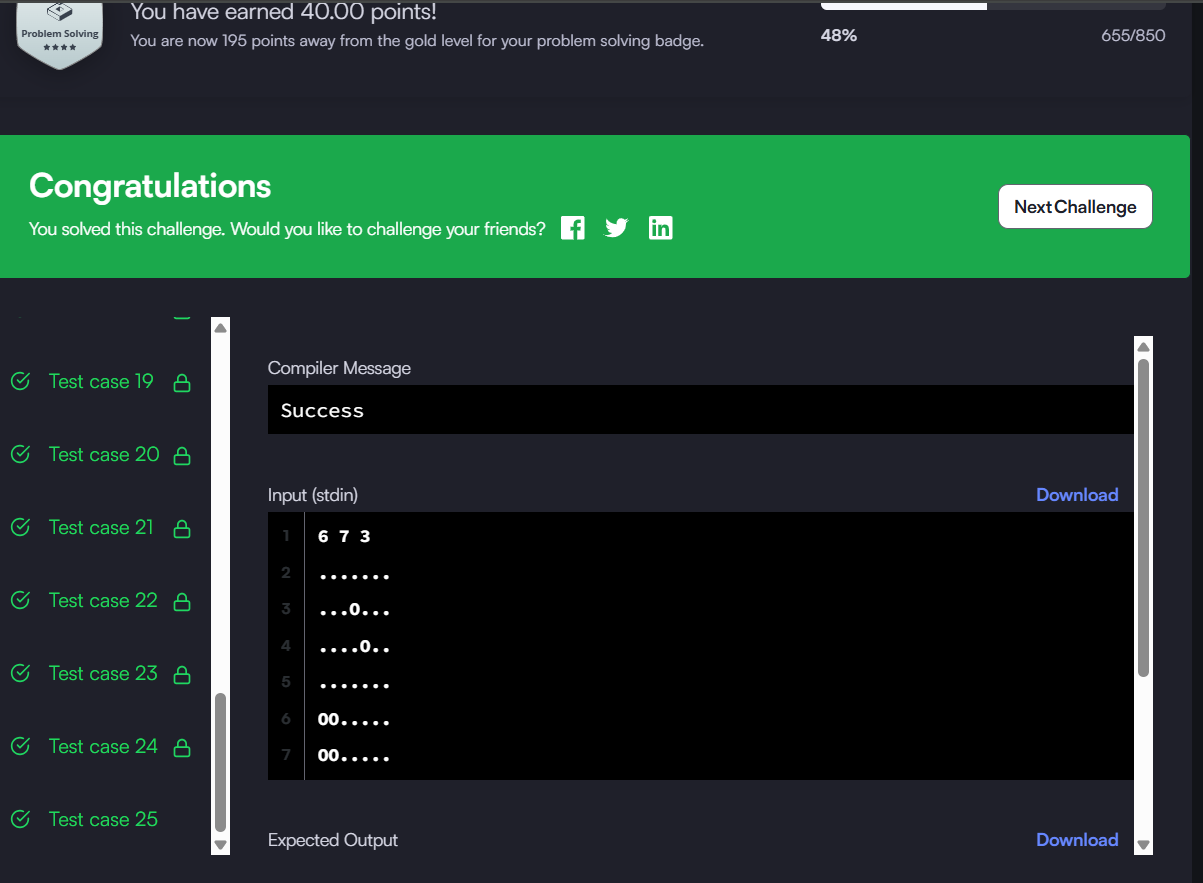 You have earned 40.00 points!
Problem Solving
You are now 195 points away from the gold level for your problem solving badge.
48%
655/850
Congratulations
You solved this challenge. Would you like to challenge your friends?
Next Challenge
Test case 19
Test case 20
Test case 21
Test case 22
Test case 23
Test case 24
Test case 25
Compiler Message
Success
Input (stdin)
Download
1 6 7 3
2 .......
3 ...O...
4 ....O..
5 .......
6 OO.....
7 OO.....
Expected Output
Download